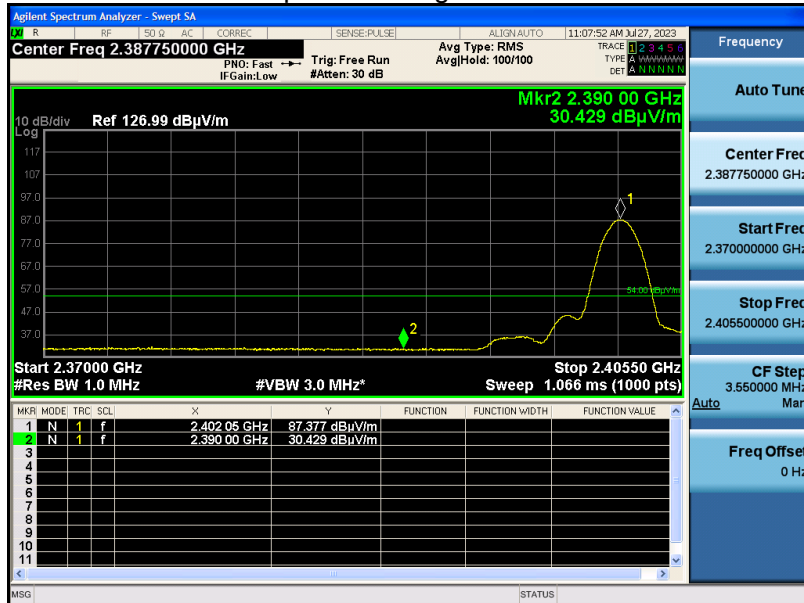 Agilent Spectrum Analyzer - Swept SA
LXI R RF 50 Ω AC CORREC SENSE:PULSE ALIGN AUTO 11:07:52 AM Jul 27, 2023
Center Freq 2.387750000 GHz
PNO: Fast
IFGain:Low
Trig: Free Run
#Atten: 30 dB
Avg Type: RMS
Avg|Hold: 100/100
TRACE 1 2 3 4 5 6
TYPE A WWWWW
DET A N N N N N
Mkr2 2.390 00 GHz
30.429 dBµV/m
10 dB/div Ref 126.99 dBµV/m
Log
117
107
97.0
87.0
77.0
67.0
57.0
47.0
37.0
1
2
54.00 dBµV/m
Start 2.37000 GHz Stop 2.40550 GHz
#Res BW 1.0 MHz #VBW 3.0 MHz* Sweep 1.066 ms (1000 pts)
MKR MODE TRC SCL X Y FUNCTION FUNCTION WIDTH FUNCTION VALUE
1 N 1 f 2.402 05 GHz 87.377 dBµV/m
2 N 1 f 2.390 00 GHz 30.429 dBµV/m
3
4
5
6
7
8
9
10
11
MSG STATUS
Frequency
Auto Tune
Center Freq
2.387750000 GHz
Start Freq
2.370000000 GHz
Stop Freq
2.405500000 GHz
CF Step
3.550000 MHz
Auto Man
Freq Offset
0 Hz